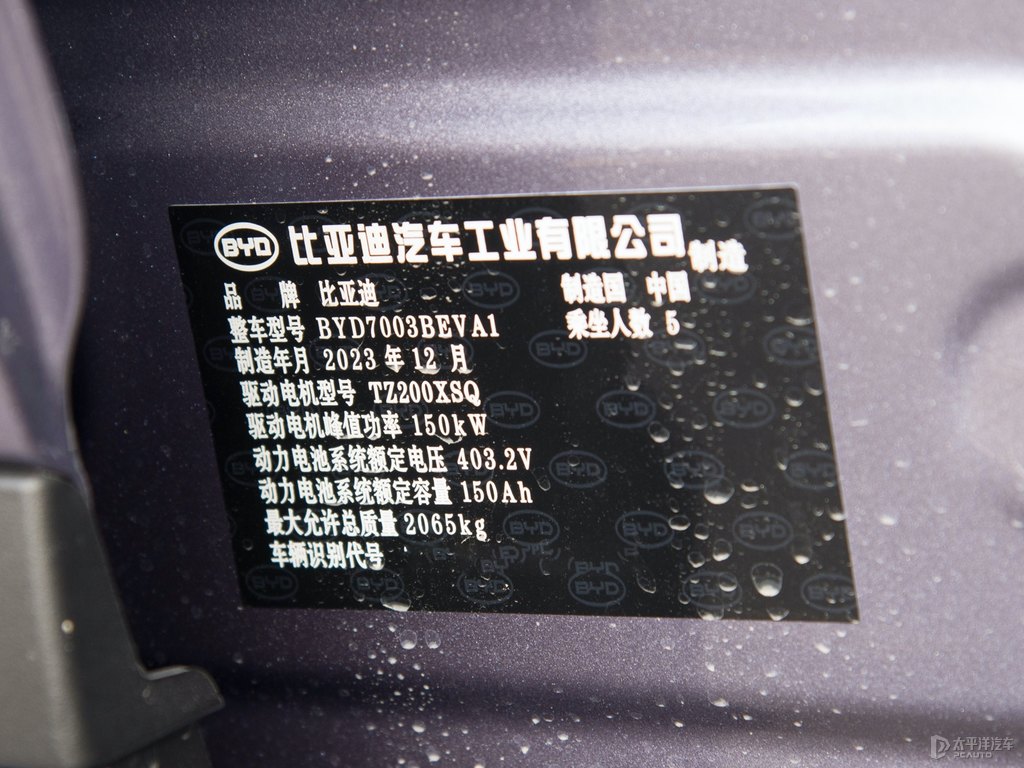 BYD 比亚迪汽车工业有限公司 制造
品 牌 比亚迪 制造国 中国
整车型号 BYD7003BEVA1 乘坐人数 5
制造年月 2023 年 12 月
驱动电机型号 TZ200XSQ
驱动电机峰值功率 150kW
动力电池系统额定电压 403.2V
动力电池系统额定容量 150Ah
最大允许总质量 2065kg
车辆识别代号
太平洋汽车
PCAUTO